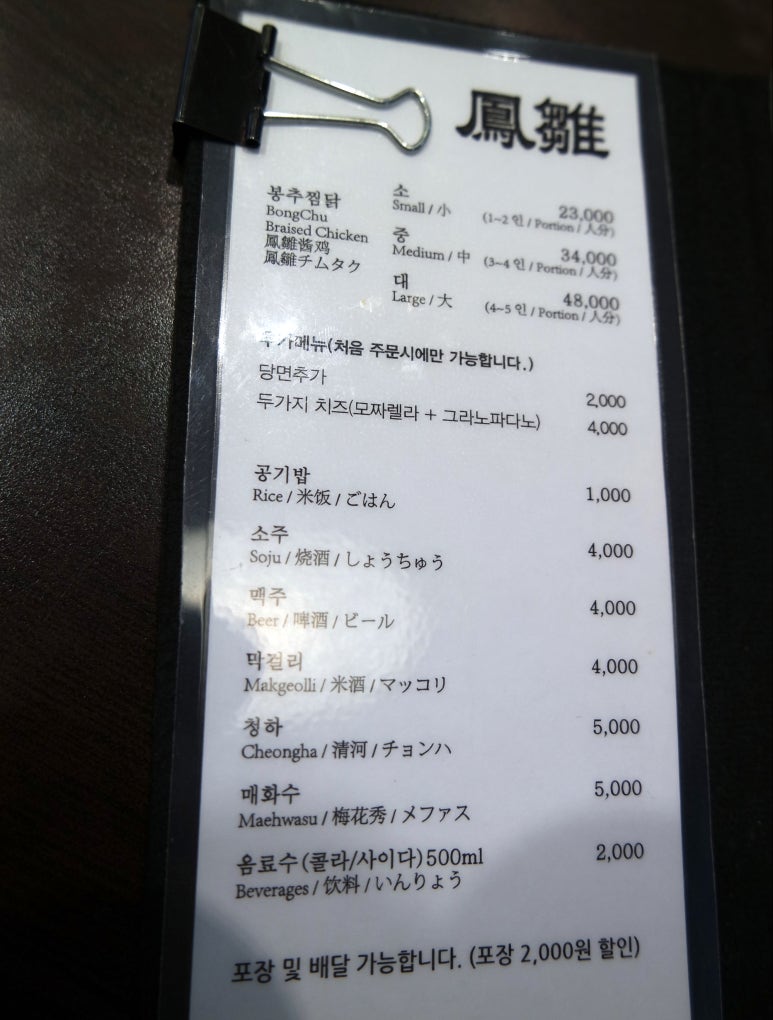 鳳雛
봉추찜닭
BongChu
Braised Chicken
鳳雛酱鸡
鳳雛チムタク
소
Small / 小 23,000
(1~2 인 / Portion / 人分)
중
Medium / 中 34,000
(3~4 인 / Portion / 人分)
대
Large / 大 48,000
(4~5 인 / Portion / 人分)
추가메뉴(처음 주문시에만 가능합니다.)
당면추가 2,000
두가지 치즈(모짜렐라 + 그라노파다노) 4,000
공기밥
Rice / 米饭 / ごはん 1,000
소주
Soju / 烧酒 / しょうちゅう 4,000
맥주
Beer / 啤酒 / ビール 4,000
막걸리
Makgeolli / 米酒 / マッコリ 4,000
청하
Cheongha / 清河 / チョンハ 5,000
매화수
Maehwasu / 梅花秀 / メファス 5,000
음료수(콜라/사이다)500ml 2,000
Beverages / 饮料 / いんりょう
포장 및 배달 가능합니다. (포장 2,000원 할인)